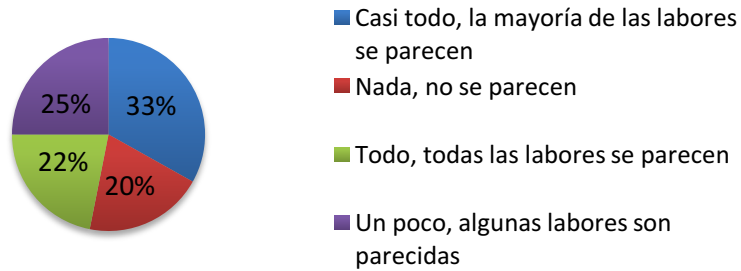 Casi todo, la mayoría de las labores
se parecen
Nada, no se parecen
Todo, todas las labores se parecen
Un poco, algunas labores son
parecidas
25%
33%
22%
20%